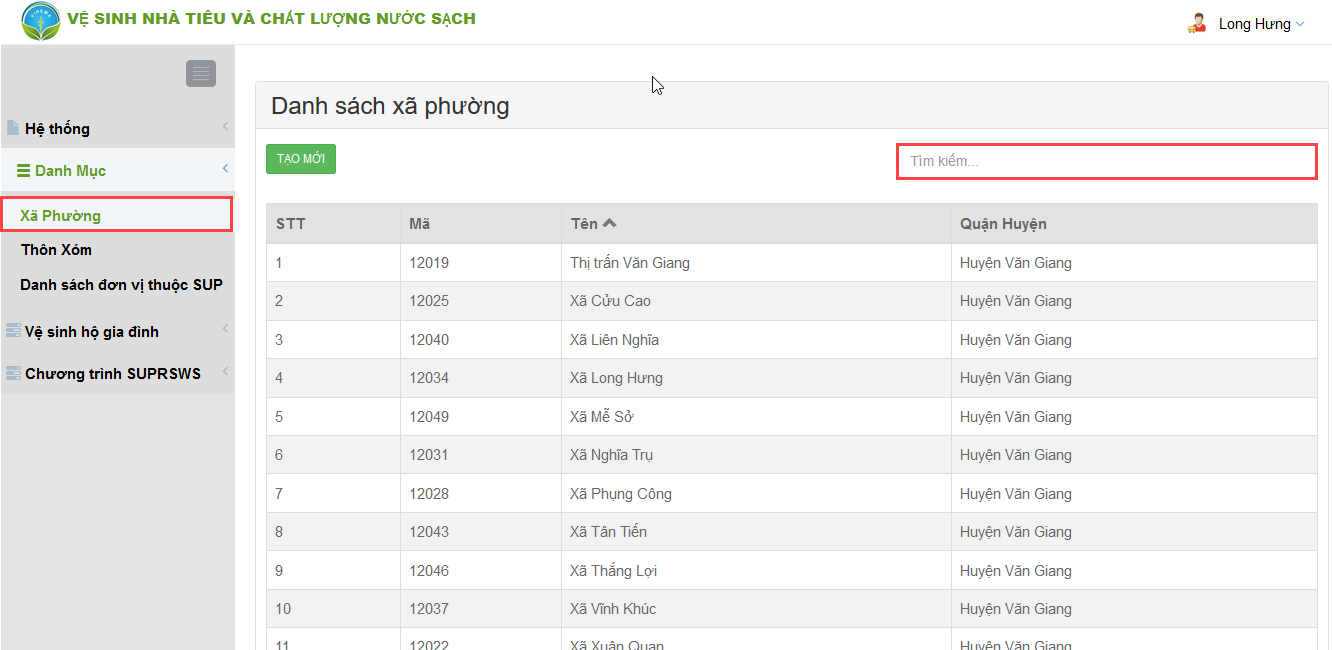 VỆ SINH NHÀ TIÊU VÀ CHẤT LƯỢNG NƯỚC SẠCH
Long Hưng
Hệ thống
Danh Mục
Xã Phường
Thôn Xóm
Danh sách đơn vị thuộc SUP
Vệ sinh hộ gia đình
Chương trình SUPRSWS
Danh sách xã phường
TẠO MỚI
Tìm kiếm...
STT Mã Tên Quận Huyện
1 12019 Thị trấn Văn Giang Huyện Văn Giang
2 12025 Xã Cửu Cao Huyện Văn Giang
3 12040 Xã Liên Nghĩa Huyện Văn Giang
4 12034 Xã Long Hưng Huyện Văn Giang
5 12049 Xã Mễ Sở Huyện Văn Giang
6 12031 Xã Nghĩa Trụ Huyện Văn Giang
7 12028 Xã Phụng Công Huyện Văn Giang
8 12043 Xã Tân Tiến Huyện Văn Giang
9 12046 Xã Thắng Lợi Huyện Văn Giang
10 12037 Xã Vĩnh Khúc Huyện Văn Giang
11 12022 Xã Xuân Quan Huyện Văn Giang